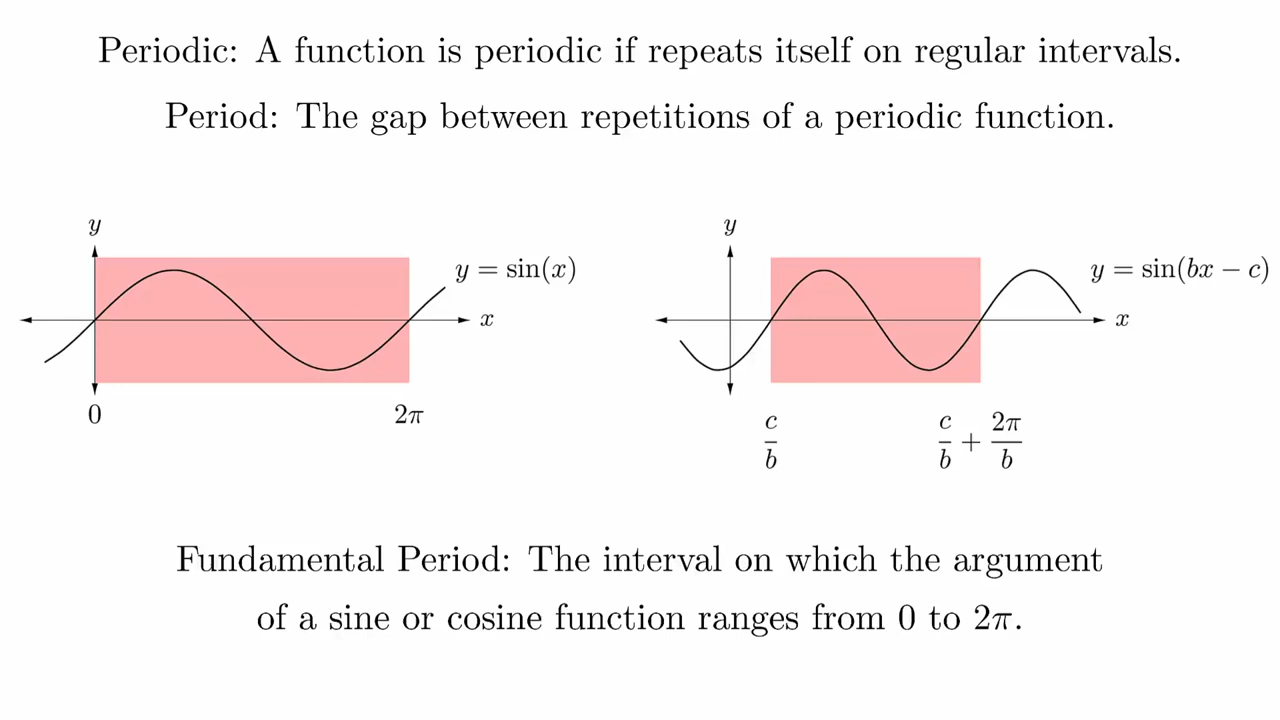 Periodic: A function is periodic if repeats itself on regular intervals.
Period: The gap between repetitions of a periodic function.
y
y = sin(x)
x
0
2π
y
y = sin(bx − c)
x
c/b
c/b + 2π/b
Fundamental Period: The interval on which the argument
of a sine or cosine function ranges from 0 to 2π.